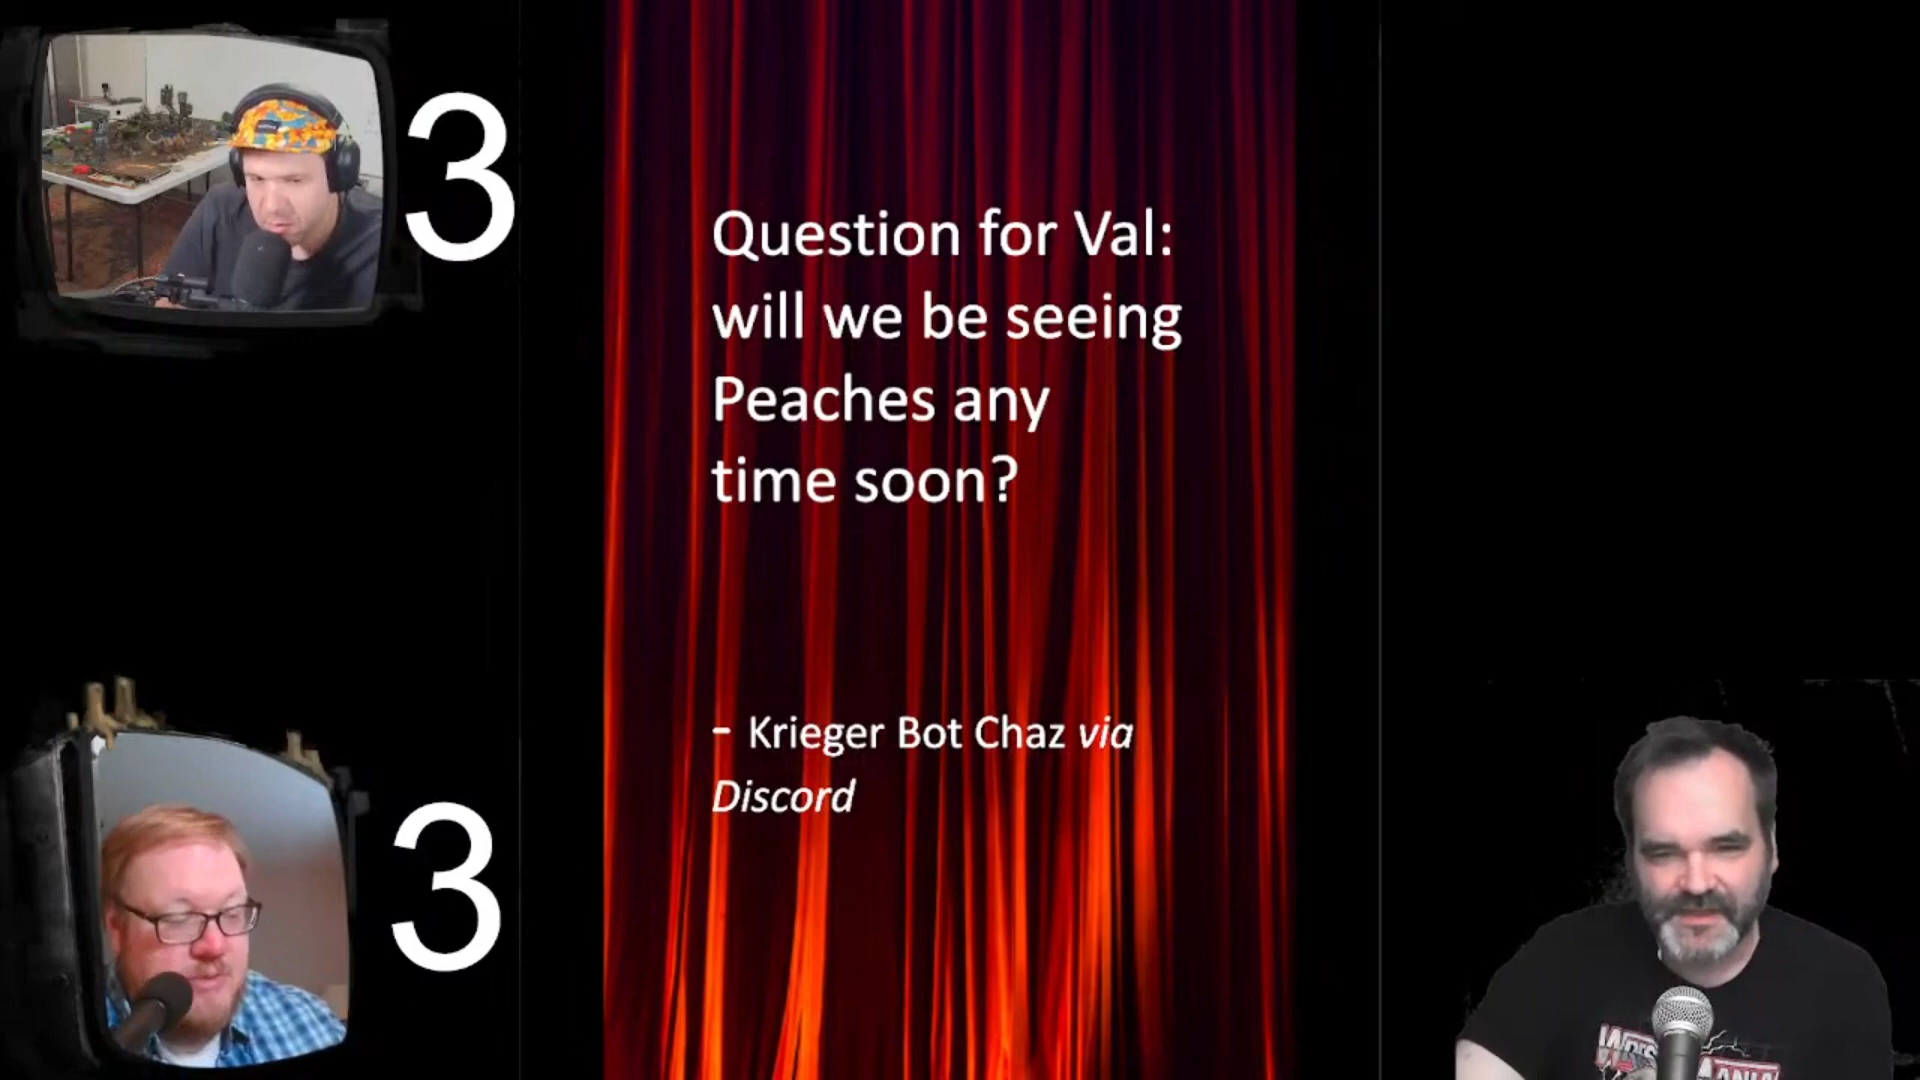 3
Question for Val:
will we be seeing
Peaches any
time soon?
- Krieger Bot Chaz via
Discord
3